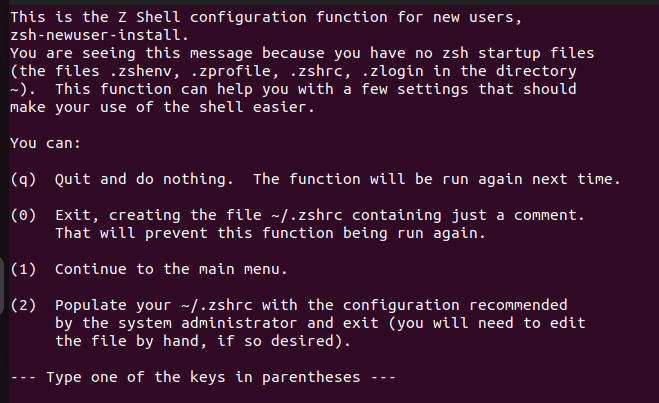 This is the Z Shell configuration function for new users,
zsh-newuser-install.
You are seeing this message because you have no zsh startup files
(the files .zshenv, .zprofile, .zshrc, .zlogin in the directory
~).  This function can help you with a few settings that should
make your use of the shell easier.

You can:

(q)  Quit and do nothing.  The function will be run again next time.

(0)  Exit, creating the file ~/.zshrc containing just a comment.
     That will prevent this function being run again.

(1)  Continue to the main menu.

(2)  Populate your ~/.zshrc with the configuration recommended
     by the system administrator and exit (you will need to edit
     the file by hand, if so desired).

--- Type one of the keys in parentheses ---